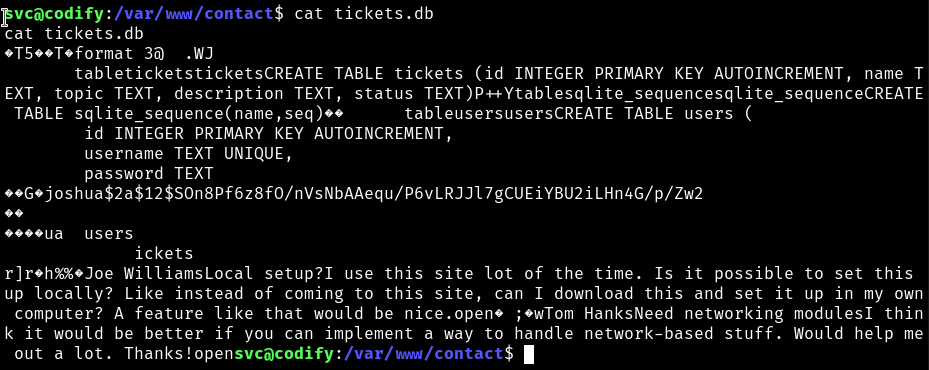 svc@codify:/var/www/contact$ cat tickets.db
cat tickets.db
�T5��T�format 3@  .WJ
       tableticketsticketsCREATE TABLE tickets (id INTEGER PRIMARY KEY AUTOINCREMENT, name T
EXT, topic TEXT, description TEXT, status TEXT)P++Ytablesqlite_sequencesqlite_sequenceCREATE
 TABLE sqlite_sequence(name,seq)��      tableusersusersCREATE TABLE users (
        id INTEGER PRIMARY KEY AUTOINCREMENT,
        username TEXT UNIQUE,
        password TEXT
��G�joshua$2a$12$SOn8Pf6z8fO/nVsNbAAequ/P6vLRJJl7gCUEiYBU2iLHn4G/p/Zw2
��
����ua  users
             ickets
r]r�h%%�Joe WilliamsLocal setup?I use this site lot of the time. Is it possible to set this
up locally? Like instead of coming to this site, can I download this and set it up in my own
 computer? A feature like that would be nice.open� ;�wTom HanksNeed networking modulesI thin
k it would be better if you can implement a way to handle network-based stuff. Would help me
 out a lot. Thanks!opensvc@codify:/var/www/contact$